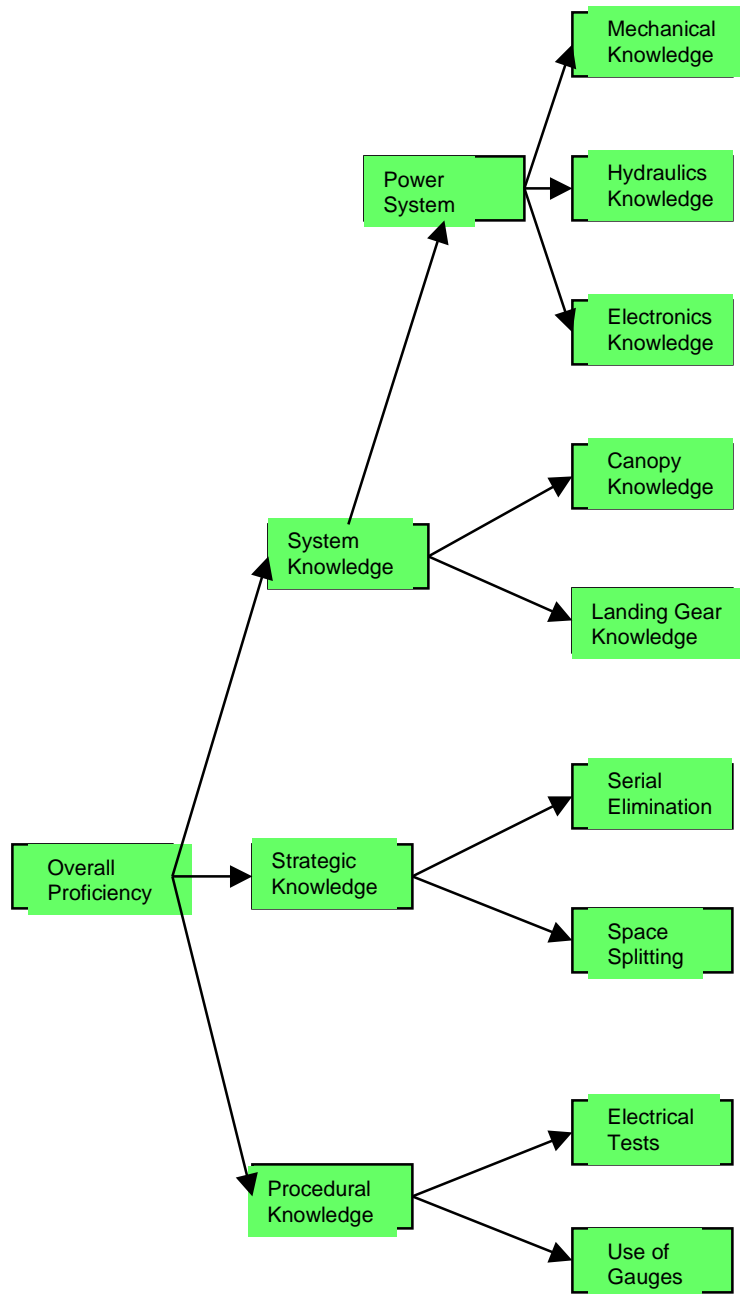 Mechanical
Knowledge
Power
System
Hydraulics
Knowledge
Electronics
Knowledge
Canopy
Knowledge
System
Knowledge
Landing Gear
Knowledge
Serial
Elimination
Overall
Proficiency
Strategic
Knowledge
Space
Splitting
Electrical
Tests
Procedural
Knowledge
Use of
Gauges